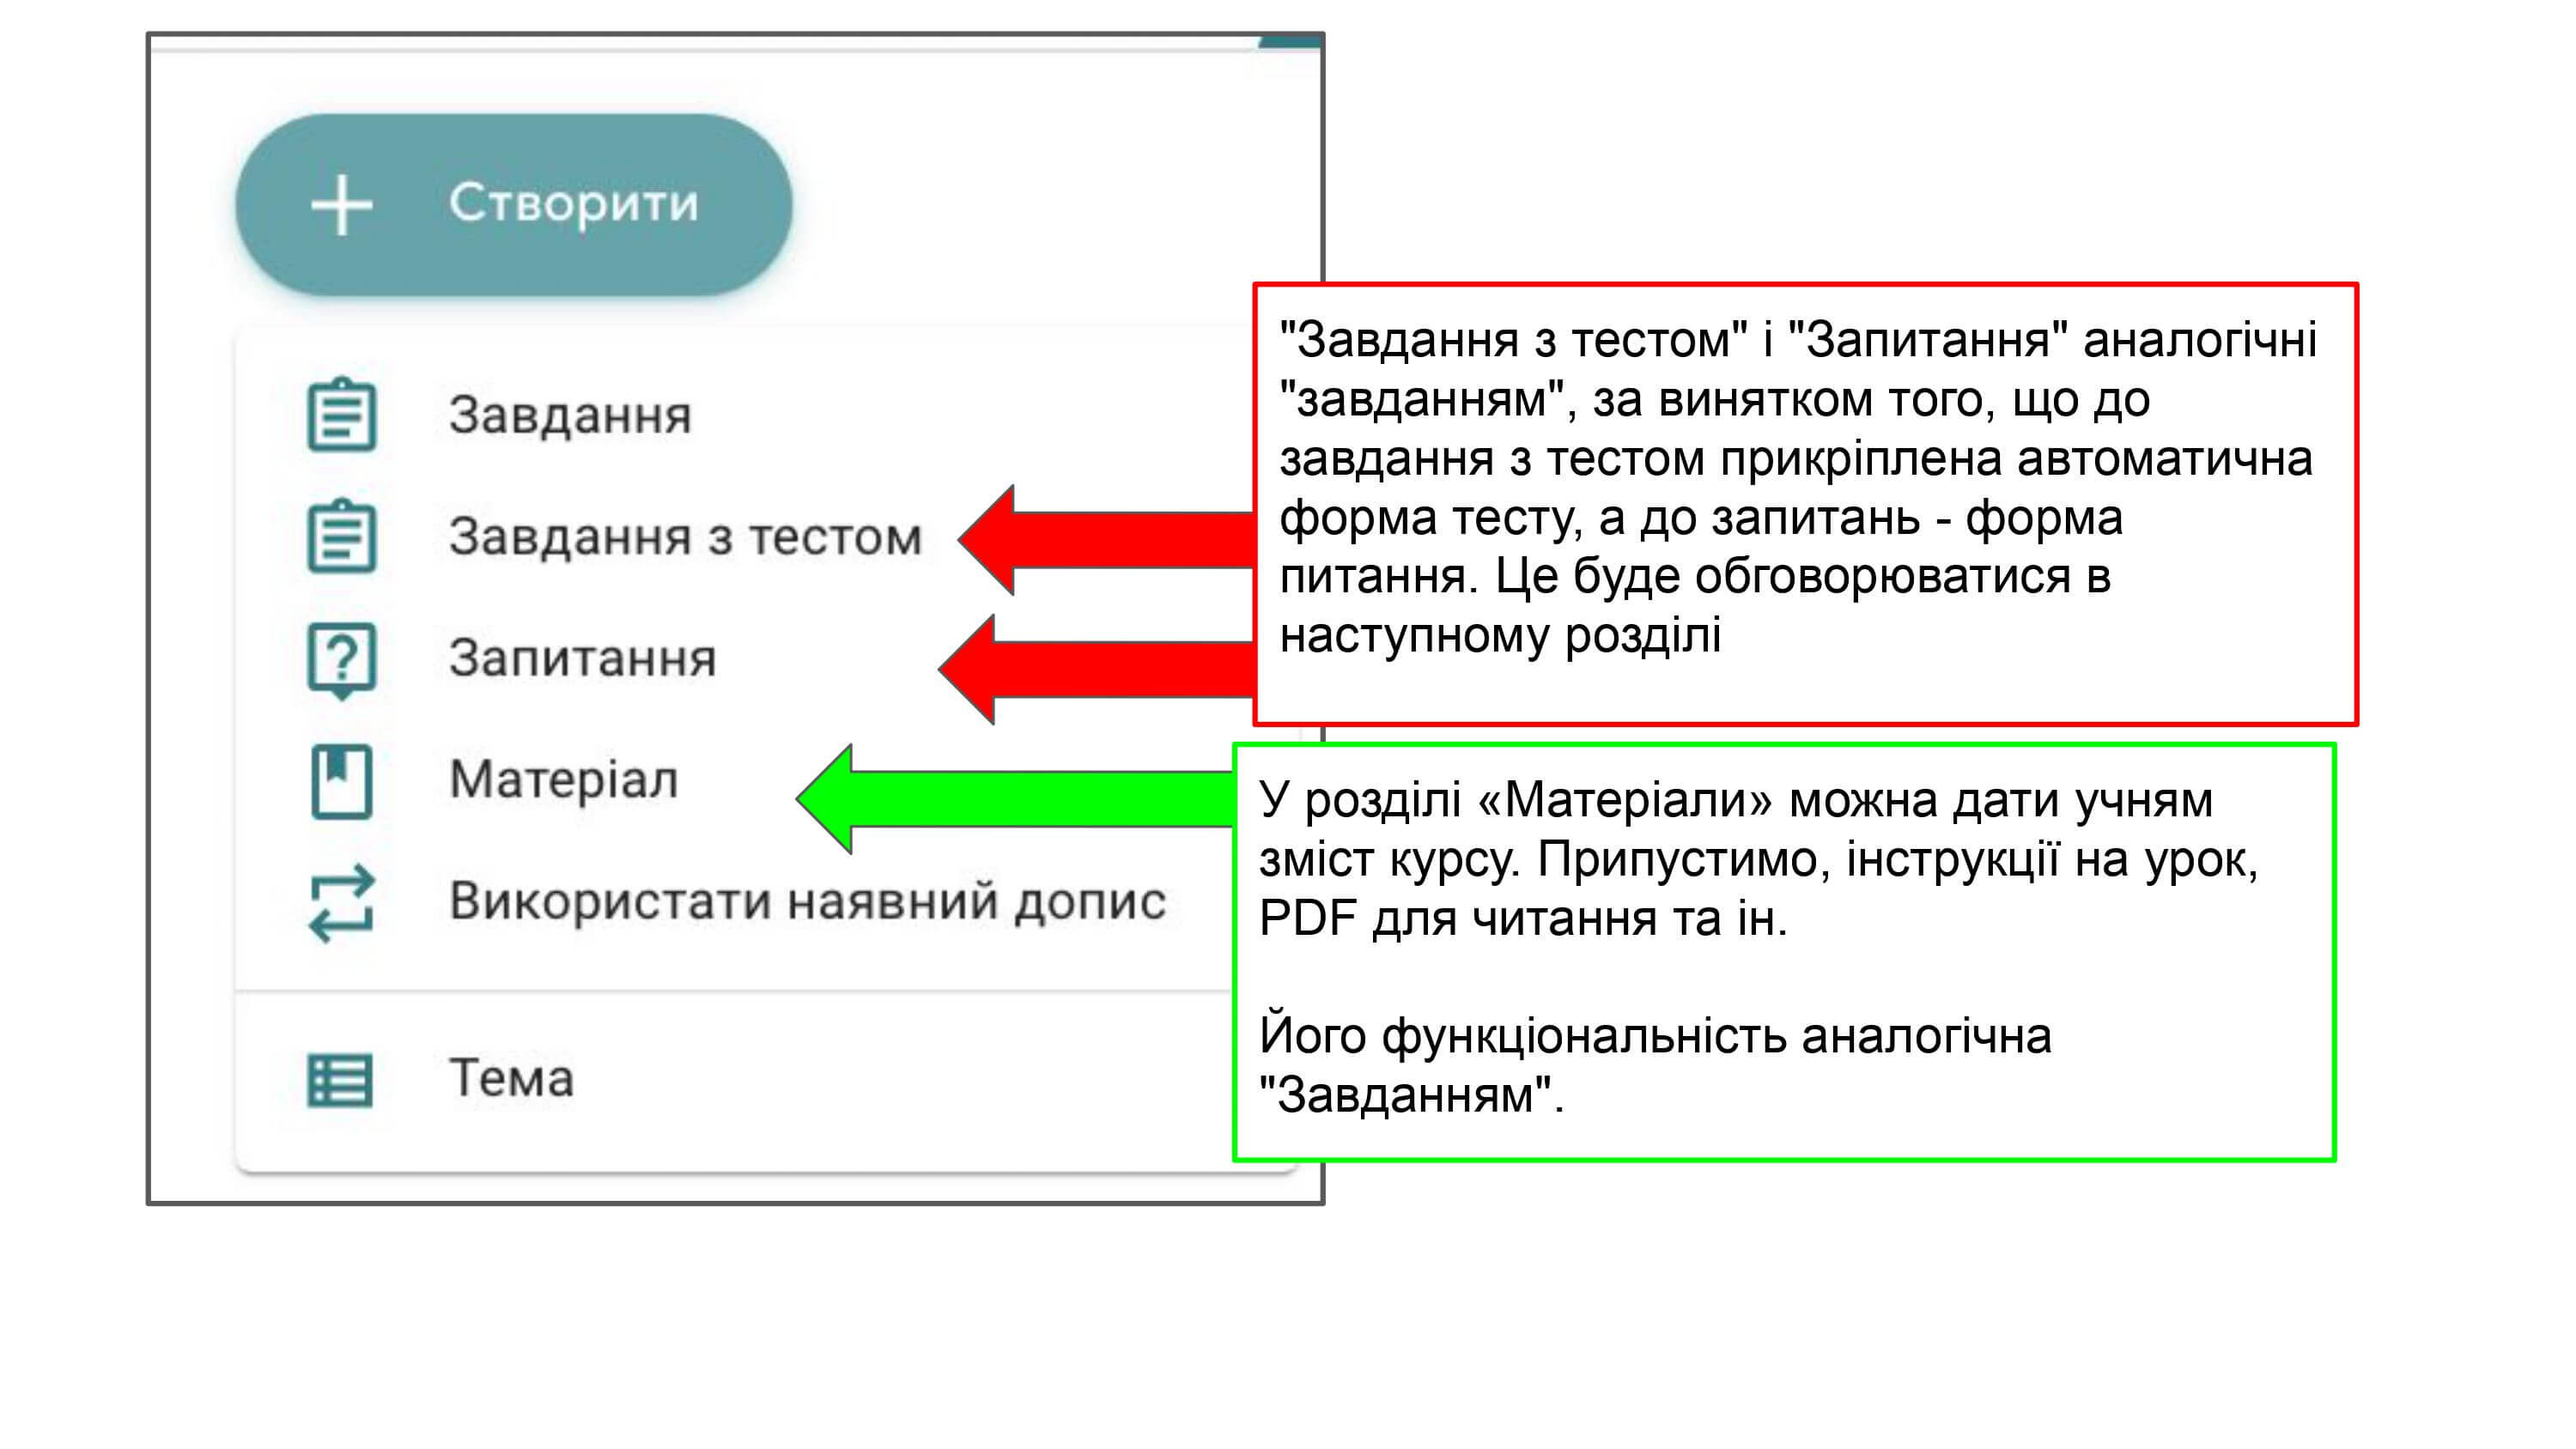 Створити
Завдання
Завдання з тестом
Запитання
Матеріал
Використати наявний допис
Тема
"Завдання з тестом" і "Запитання" аналогічні
"завданням", за винятком того, що до
завдання з тестом прикріплена автоматична
форма тесту, а до запитань - форма
питання. Це буде обговорюватися в
наступному розділі
У розділі «Матеріали» можна дати учням
зміст курсу. Припустимо, інструкції на урок,
PDF для читання та ін.
Його функціональність аналогічна
"Завданням".